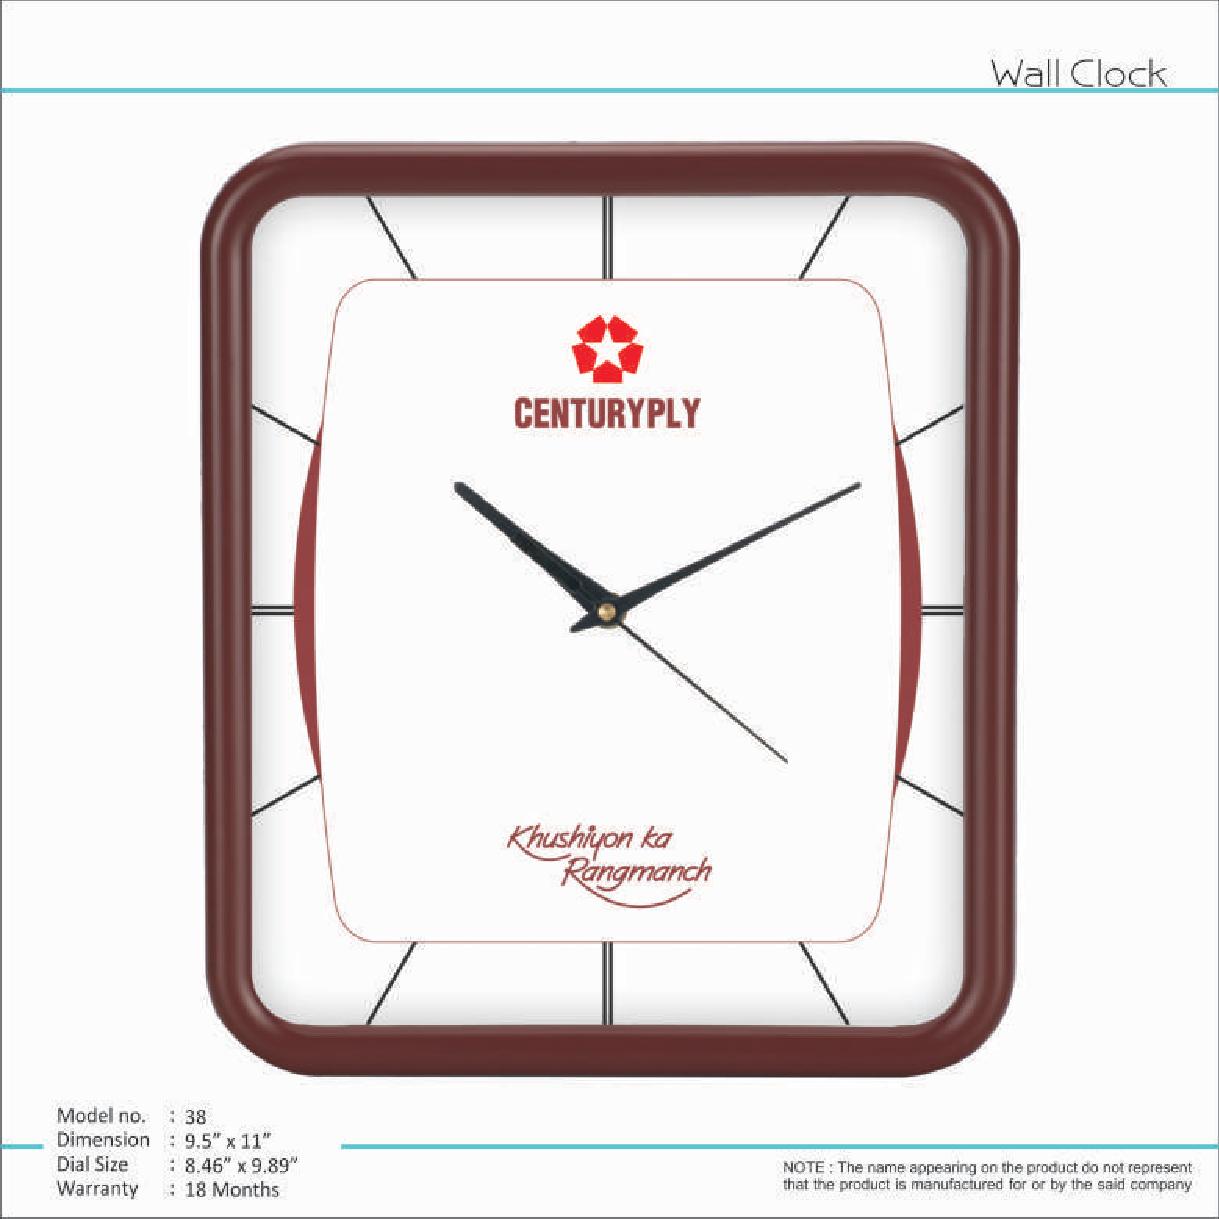 Wall Clock
CENTURYPLY
Khushiyon ka
Rangmanch
Model no. : 38
Dimension : 9.5” x 11”
Dial Size : 8.46” x 9.89”
Warranty : 18 Months
NOTE : The name appearing on the product do not represent
that the product is manufactured for or by the said company